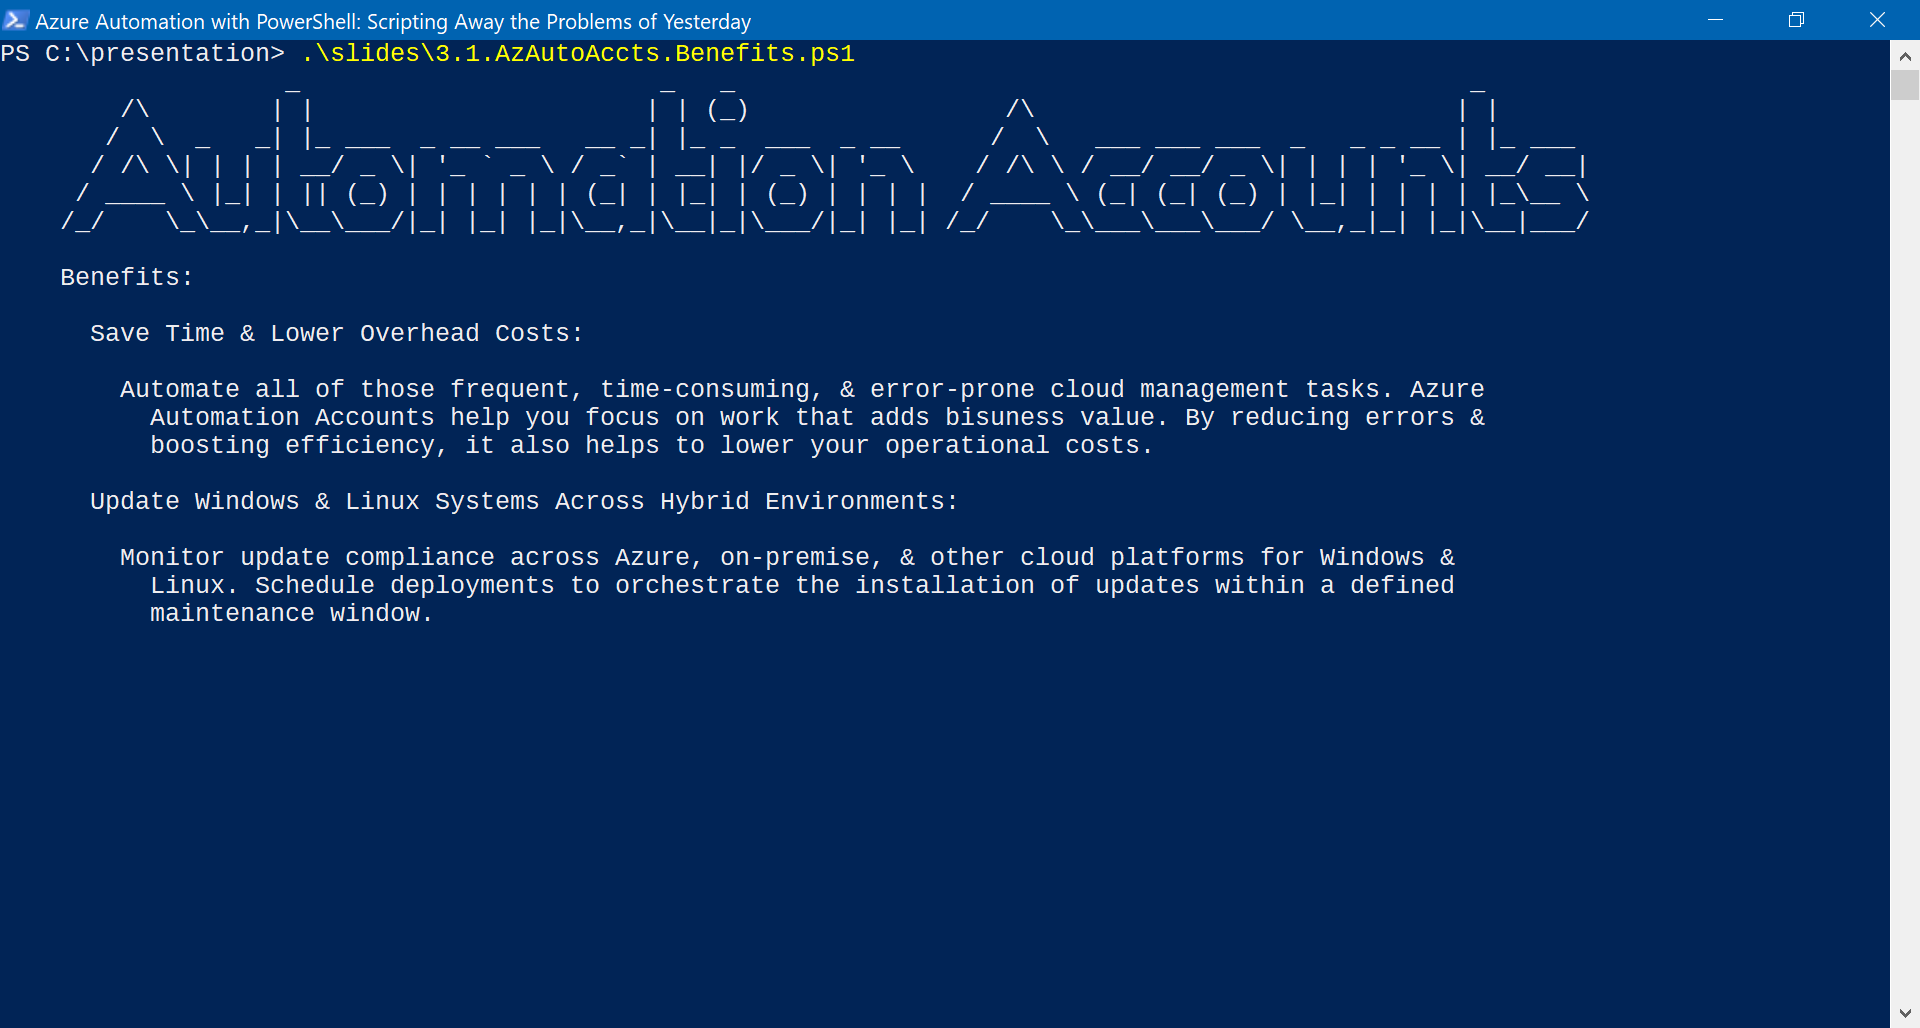 Azure Automation with PowerShell: Scripting Away the Problems of Yesterday
PS C:\presentation> .\slides\3.1.AzAutoAccts.Benefits.ps1
Automation Accounts
Benefits:
Save Time & Lower Overhead Costs:
Automate all of those frequent, time-consuming, & error-prone cloud management tasks. Azure
Automation Accounts help you focus on work that adds bisuness value. By reducing errors &
boosting efficiency, it also helps to lower your operational costs.
Update Windows & Linux Systems Across Hybrid Environments:
Monitor update compliance across Azure, on-premise, & other cloud platforms for Windows &
Linux. Schedule deployments to orchestrate the installation of updates within a defined
maintenance window.